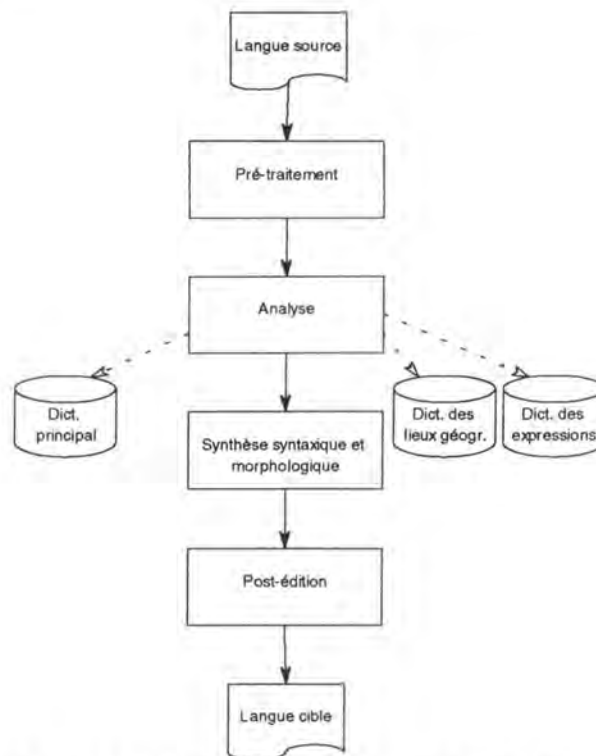 Langue source
Pré-traitement
Analyse
Dict.
principal
Dict. des
lieux géogr.
Dict. des
expressions
Synthèse syntaxique et
morphologique
Post-édition
Langue cible